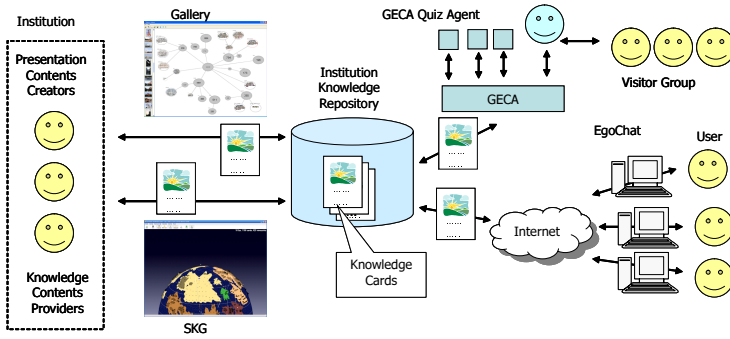 Institution
Presentation
Contents
Creators
Knowledge
Contents
Providers
Gallery
SKG
Institution
Knowledge
Repository
Knowledge
Cards
GECA Quiz Agent
GECA
Visitor Group
EgoChat
User
Internet